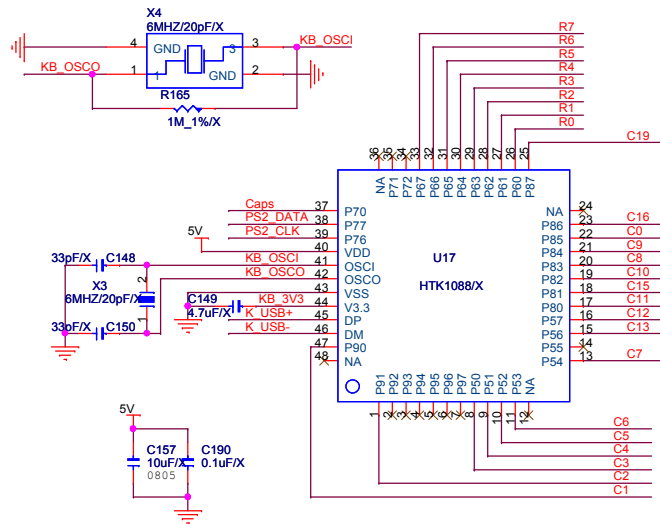 X4
6MHZ/20pF/X
4 GND 3 3 KB_OSCI
KB_OSCO 1 1 GND 2
R165
1M_1%/X
R7
R6
R5
R4
R3
R2
R1
R0
C19
36 35 34 33 32 31 30 29 28 27 26 25
NA P71 P72 P67 P66 P65 P64 P63 P62 P61 P60 P87
Caps 37 P70
PS2_DATA 38 P77
PS2_CLK 39 P76
5V 40 VDD
KB_OSCI 41 OSCI
KB_OSCO 42 OSCO
43 VSS
KB_3V3 44 V3.3
K_USB+ 45 DP
K_USB- 46 DM
47 P90
48 NA
U17
HTK1088/X
NA 24
P86 23 C16
P85 22 C0
P84 21 C9
P83 20 C8
P82 19 C10
P81 18 C15
P80 17 C11
P57 16 C12
P56 15 C13
P55 14
P54 13 C7
33pF/X C148
X3
6MHZ/20pF/X
2
1
33pF/X C150
C149
4.7uF/X
P91 P92 P93 P94 P95 P96 P97 P50 P51 P52 P53 NA
1 2 3 4 5 6 7 8 9 10 11 12
C6
C5
C4
C3
C2
C1
5V
C157
10uF/X
0805
C190
0.1uF/X